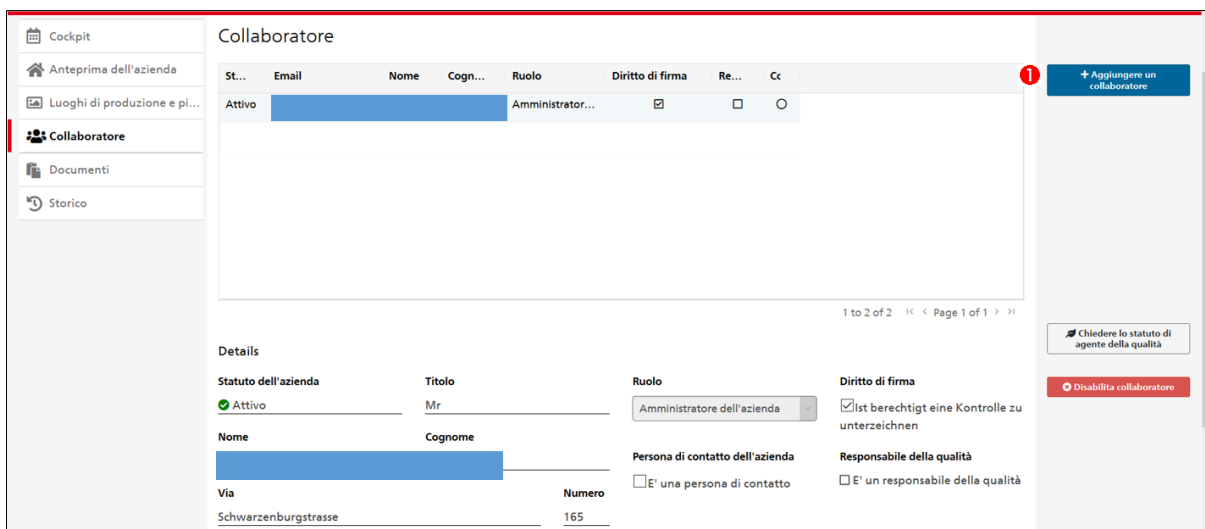 Cockpit
Anteprima dell'azienda
Luoghi di produzione e pi...
Collaboratore
Documenti
Storico
Collaboratore
St... Email Nome Cogn... Ruolo Diritto di firma Re... Cc
Attivo Amministrator...
1 to 2 of 2 Page 1 of 1
1
+ Aggiungere un
collaboratore
Chiedere lo statuto di
agente della qualità
Disabilita collaboratore
Details
Statuto dell'azienda Titolo Ruolo Diritto di firma
Attivo Mr Amministratore dell'azienda Ist berechtigt eine Kontrolle zu
unterzeichnen
Nome Cognome
Persona di contatto dell'azienda Responsabile della qualità
E' una persona di contatto E' un responsabile della qualità
Via Numero
Schwarzenburgstrasse 165